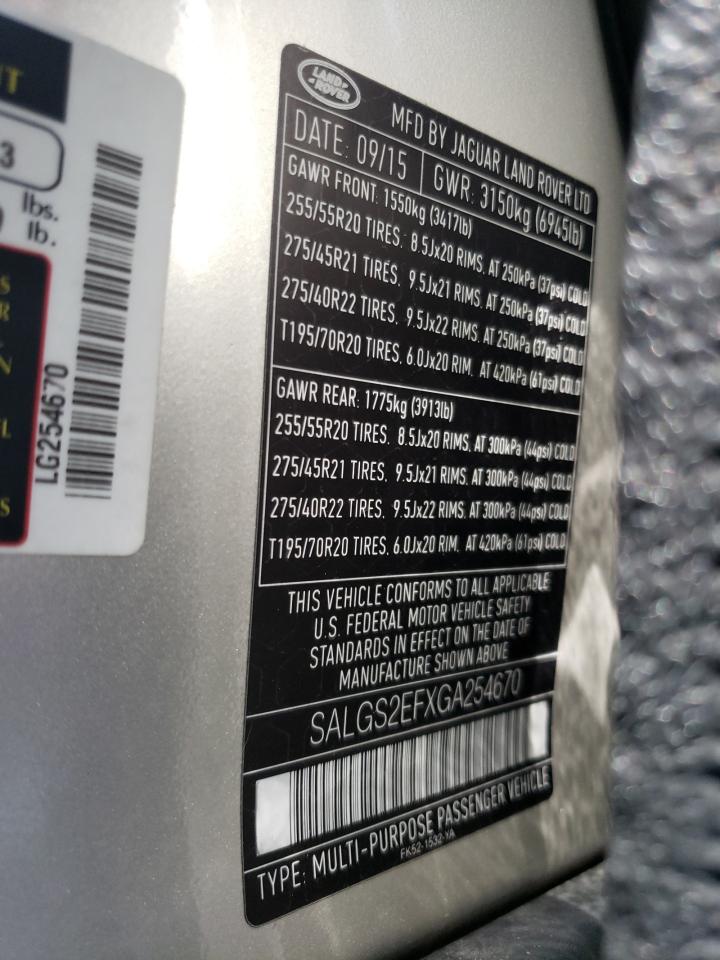 T
3
lbs.
lb.
S
R
N
L
S
LG254670
LAND
ROVER
MFD BY JAGUAR LAND ROVER LTD
DATE: 09/15
GWR: 3150kg (6945lb)
GAWR FRONT: 1550kg (3417lb)
255/55R20 TIRES, 8.5Jx20 RIMS, AT 250kPa (37psi) COLD
275/45R21 TIRES, 9.5Jx21 RIMS, AT 250kPa (37psi) COLD
275/40R22 TIRES, 9.5Jx22 RIMS, AT 250kPa (37psi) COLD
T195/70R20 TIRES, 6.0Jx20 RIM, AT 420kPa (61psi) COLD
GAWR REAR: 1775kg (3913lb)
255/55R20 TIRES, 8.5Jx20 RIMS, AT 300kPa (44psi) COLD
275/45R21 TIRES, 9.5Jx21 RIMS, AT 300kPa (44psi) COLD
275/40R22 TIRES, 9.5Jx22 RIMS, AT 300kPa (44psi) COLD
T195/70R20 TIRES, 6.0Jx20 RIM, AT 420kPa (61psi) COLD
THIS VEHICLE CONFORMS TO ALL APPLICABLE
U.S. FEDERAL MOTOR VEHICLE SAFETY
STANDARDS IN EFFECT ON THE DATE OF
MANUFACTURE SHOWN ABOVE
SALGS2EFXGA254670
TYPE: MULTI-PURPOSE PASSENGER VEHICLE
FK52-1532-YA